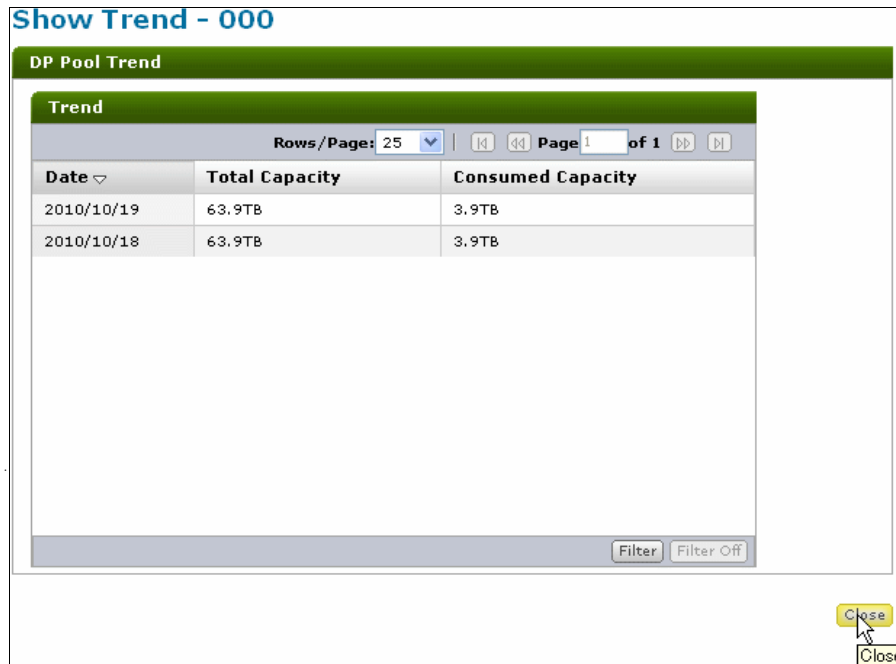 Show Trend - 000
DP Pool Trend
Trend
Rows/Page: 25 Page 1 of 1
Date Total Capacity Consumed Capacity
2010/10/19 63.9TB 3.9TB
2010/10/18 63.9TB 3.9TB
Filter Filter Off
Close
Close